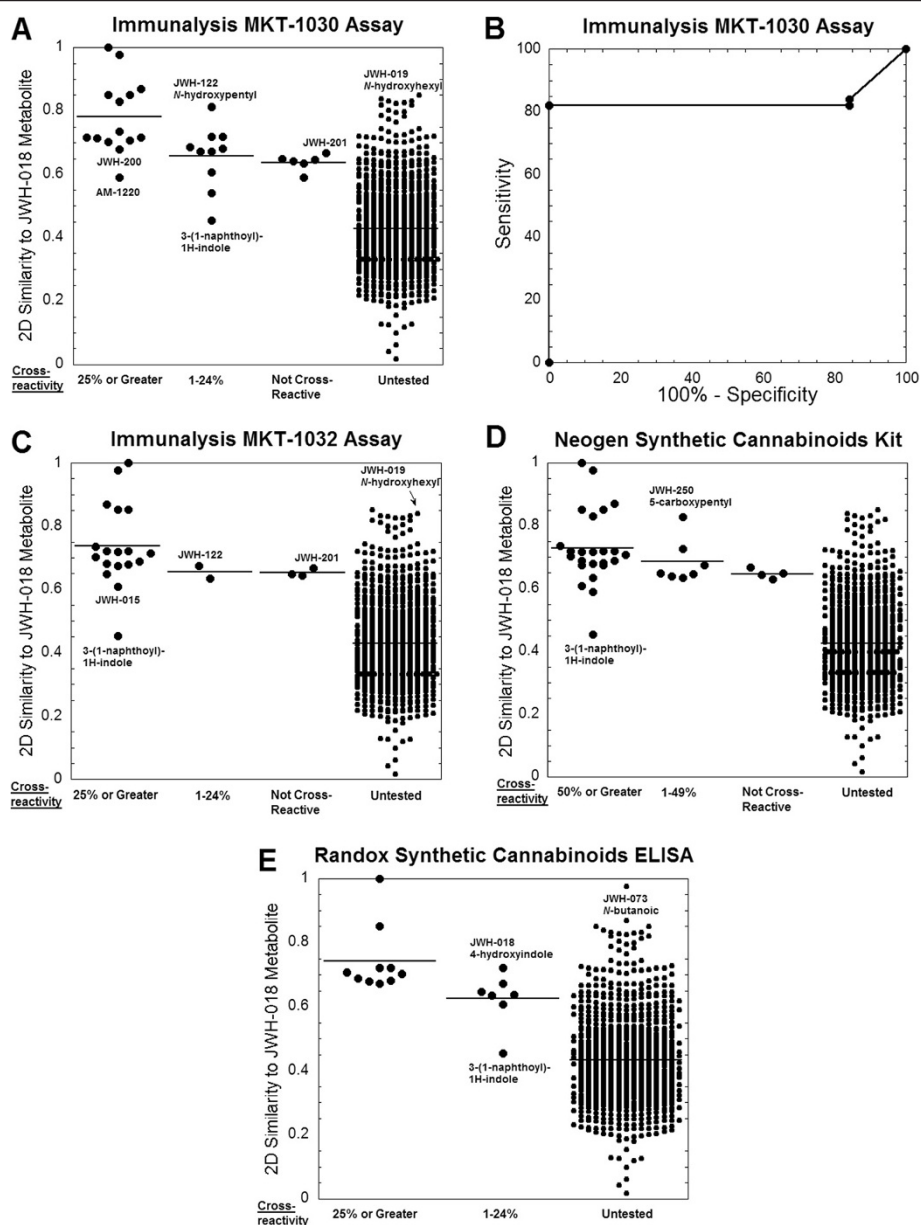 A
Immunalysis MKT-1030 Assay
2D Similarity to JWH-018 Metabolite
1
0.8
0.6
0.4
0.2
0
JWH-200
AM-1220
JWH-122
N-hydroxypentyl
3-(1-naphthoyl)-
1H-indole
JWH-201
JWH-019
N-hydroxyhexyl
Cross-
reactivity
25% or Greater
1-24%
Not Cross-
Reactive
Untested
B
Immunalysis MKT-1030 Assay
Sensitivity
100
80
60
40
20
0
0
20
40
60
80
100
100% - Specificity
C
Immunalysis MKT-1032 Assay
2D Similarity to JWH-018 Metabolite
1
0.8
0.6
0.4
0.2
0
JWH-015
3-(1-naphthoyl)-
1H-indole
JWH-122
JWH-201
JWH-019
N-hydroxyhexyl
Cross-
reactivity
25% or Greater
1-24%
Not Cross-
Reactive
Untested
D
Neogen Synthetic Cannabinoids Kit
2D Similarity to JWH-018 Metabolite
1
0.8
0.6
0.4
0.2
0
3-(1-naphthoyl)-
1H-indole
JWH-250
5-carboxypentyl
Cross-
reactivity
50% or Greater
1-49%
Not Cross-
Reactive
Untested
E
Randox Synthetic Cannabinoids ELISA
2D Similarity to JWH-018 Metabolite
1
0.8
0.6
0.4
0.2
0
JWH-018
4-hydroxyindole
3-(1-naphthoyl)-
1H-indole
JWH-073
N-butanoic
Cross-
reactivity
25% or Greater
1-24%
Untested